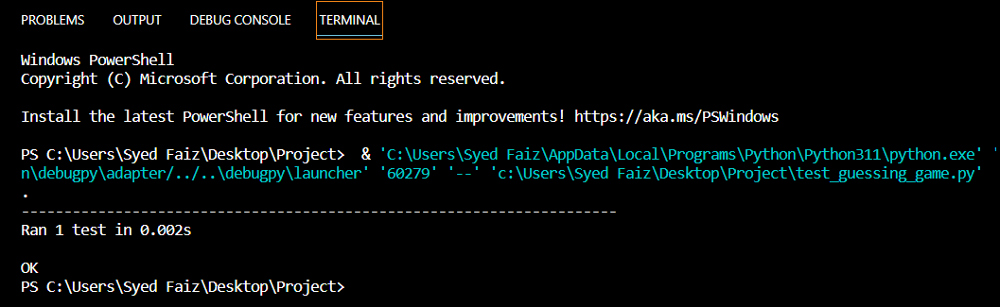 PROBLEMS OUTPUT DEBUG CONSOLE TERMINAL
Windows PowerShell
Copyright (C) Microsoft Corporation. All rights reserved.
Install the latest PowerShell for new features and improvements! https://aka.ms/PSWindows
PS C:\Users\Syed Faiz\Desktop\Project> & 'C:\Users\Syed Faiz\AppData\Local\Programs\Python\Python311\python.exe' '
n\debugpy\adapter/../..\debugpy\launcher' '60279' '--' 'c:\Users\Syed Faiz\Desktop\Project\test_guessing_game.py'
.
----------------------------------------------------------------------
Ran 1 test in 0.002s
OK
PS C:\Users\Syed Faiz\Desktop\Project>